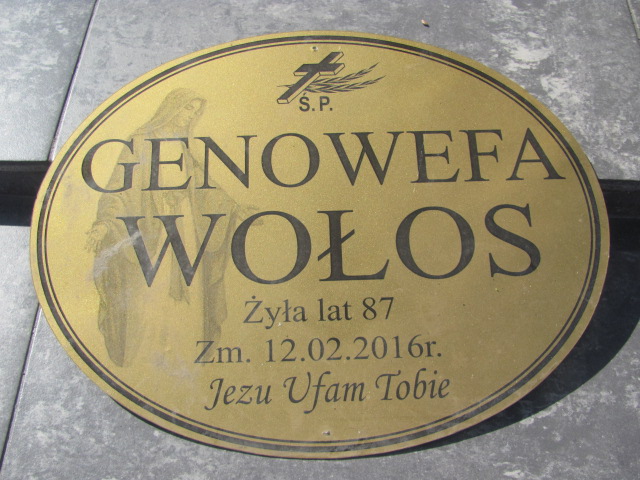 Ś.P.
GENOWEFA
WOŁOS
Żyła lat 87
Zm. 12.02.2016r.
Jezu Ufam Tobie